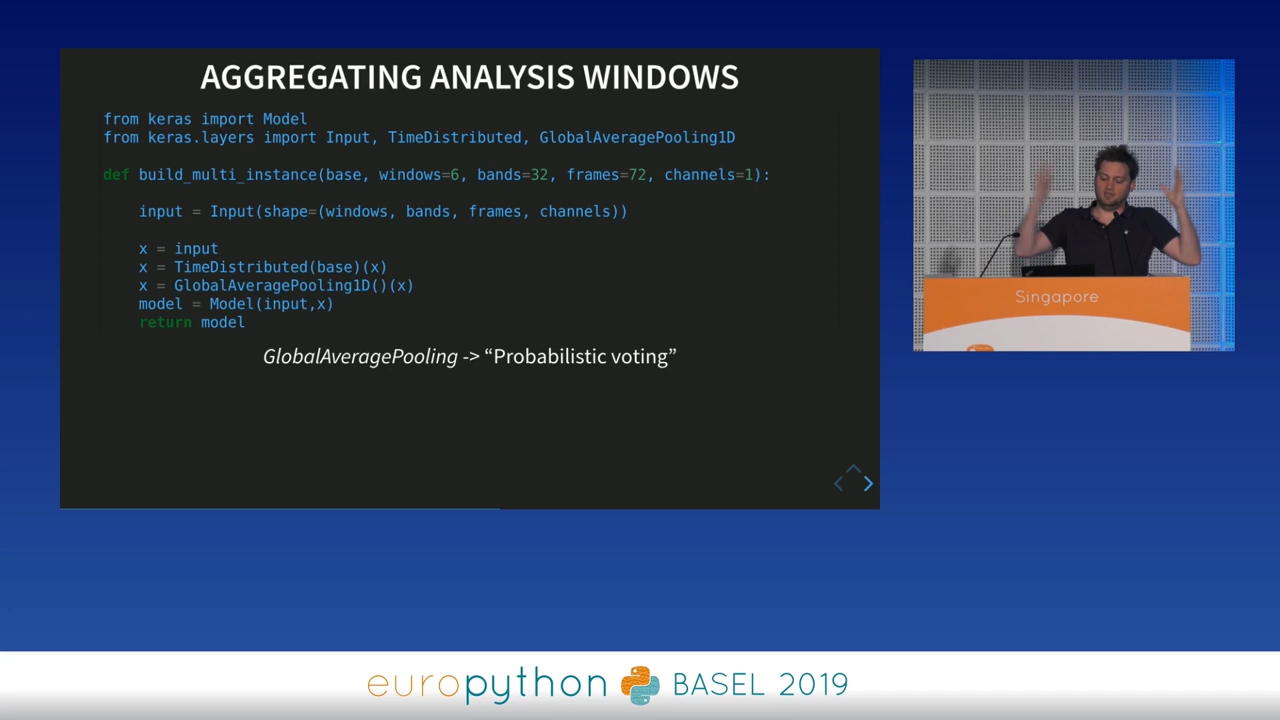 AGGREGATING ANALYSIS WINDOWS
from keras import Model
from keras.layers import Input, TimeDistributed, GlobalAveragePooling1D
def build_multi_instance(base, windows=6, bands=32, frames=72, channels=1):
input = Input(shape=(windows, bands, frames, channels))
x = input
x = TimeDistributed(base)(x)
x = GlobalAveragePooling1D()(x)
model = Model(input,x)
return model
GlobalAveragePooling -> “Probabilistic voting”
Singapore
europython BASEL 2019